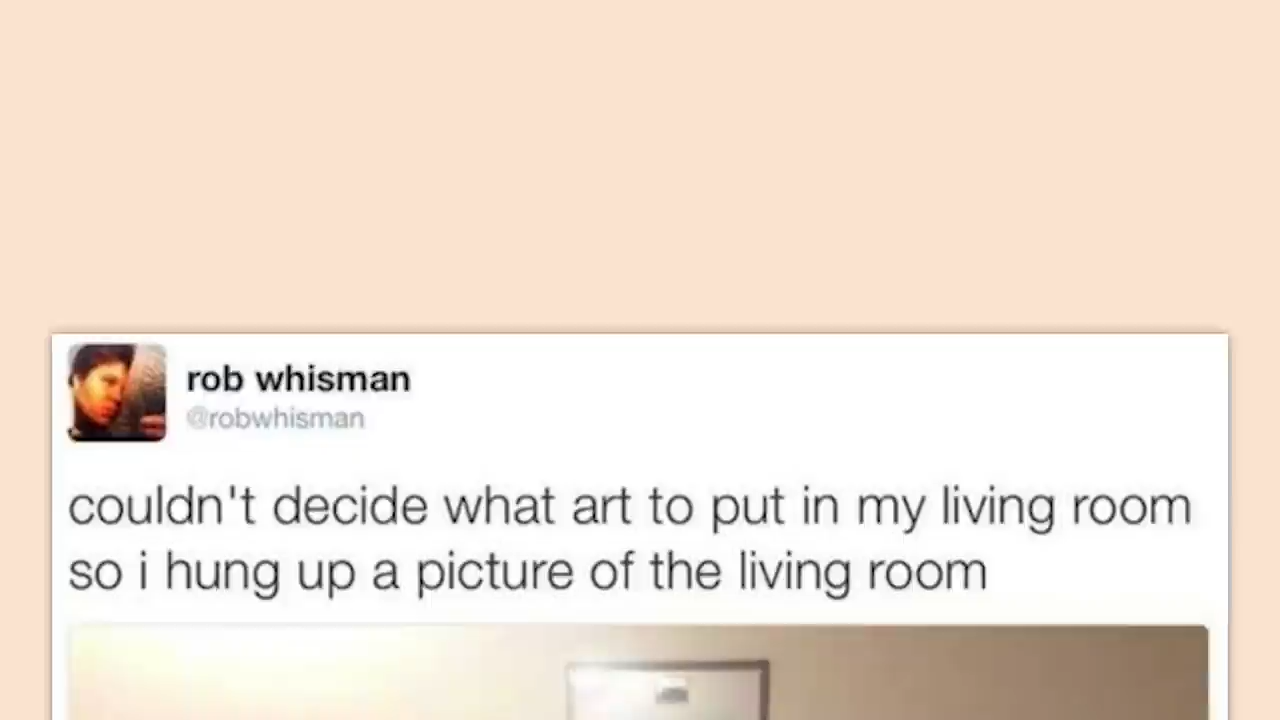 rob whisman
@robwhisman
couldn't decide what art to put in my living room
so i hung up a picture of the living room